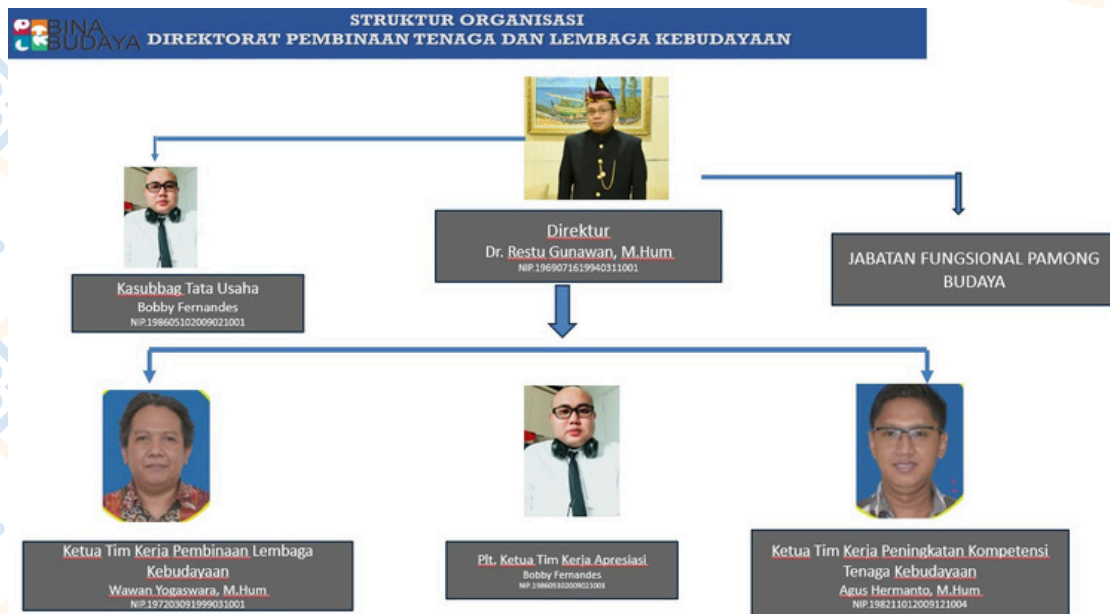 STRUKTUR ORGANISASI
BINA
BUDAYA
DIREKTORAT PEMBINAAN TENAGA DAN LEMBAGA KEBUDAYAAN
Direktur
Dr. Restu Gunawan, M.Hum
NIP.1969071619940311001
Kasubbag Tata Usaha
Bobby Fernandes
NIP.198605102009021001
JABATAN FUNGSIONAL PAMONG
BUDAYA
Ketua Tim Kerja Pembinaan Lembaga
Kebudayaan
Wawan Yogaswara, M.Hum
NIP.197203091999031001
Plt. Ketua Tim Kerja Apresiasi
Bobby Fernandes
NIP.198605102009021001
Ketua Tim Kerja Peningkatan Kompetensi
Tenaga Kebudayaan
Agus Hermanto, M.Hum
NIP.198211012009121004